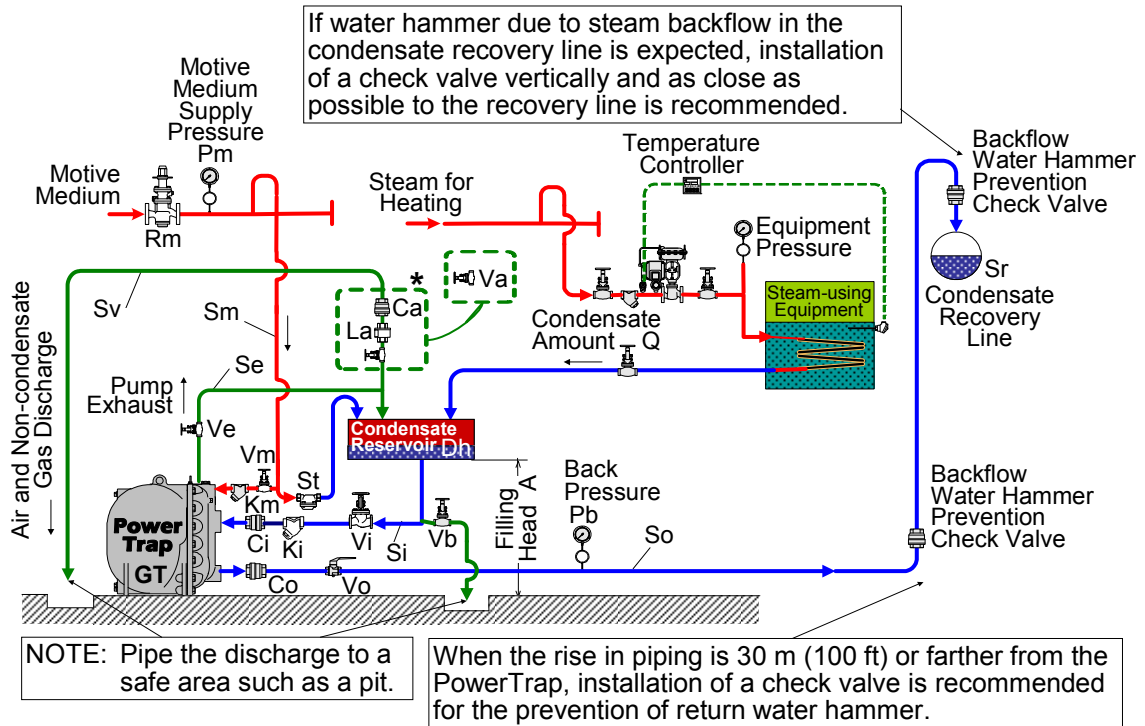 If water hammer due to steam backflow in the
condensate recovery line is expected, installation
of a check valve vertically and as close as
possible to the recovery line is recommended.
Motive
Medium
Supply
Pressure
Pm
Motive
Medium
Rm
Steam for
Heating
Temperature
Controller
Backflow
Water Hammer
Prevention
Check Valve
Equipment
Pressure
Sr
Condensate
Recovery
Line
Sv
Sm
*
Va
Ca
La
Steam-using
Equipment
Condensate
Amount Q
Air and Non-condensate
Gas Discharge
Se
Pump
Exhaust
Ve
Condensate
Reservoir
Dh
Vm
Km
St
Filling
Head A
Back
Pressure
Pb
Backflow
Water Hammer
Prevention
Check Valve
Power
Trap
GT
Ci
Ki
Vi
Si
Vb
So
Co
Vo
NOTE: Pipe the discharge to a
safe area such as a pit.
When the rise in piping is 30 m (100 ft) or farther from the
PowerTrap, installation of a check valve is recommended
for the prevention of return water hammer.